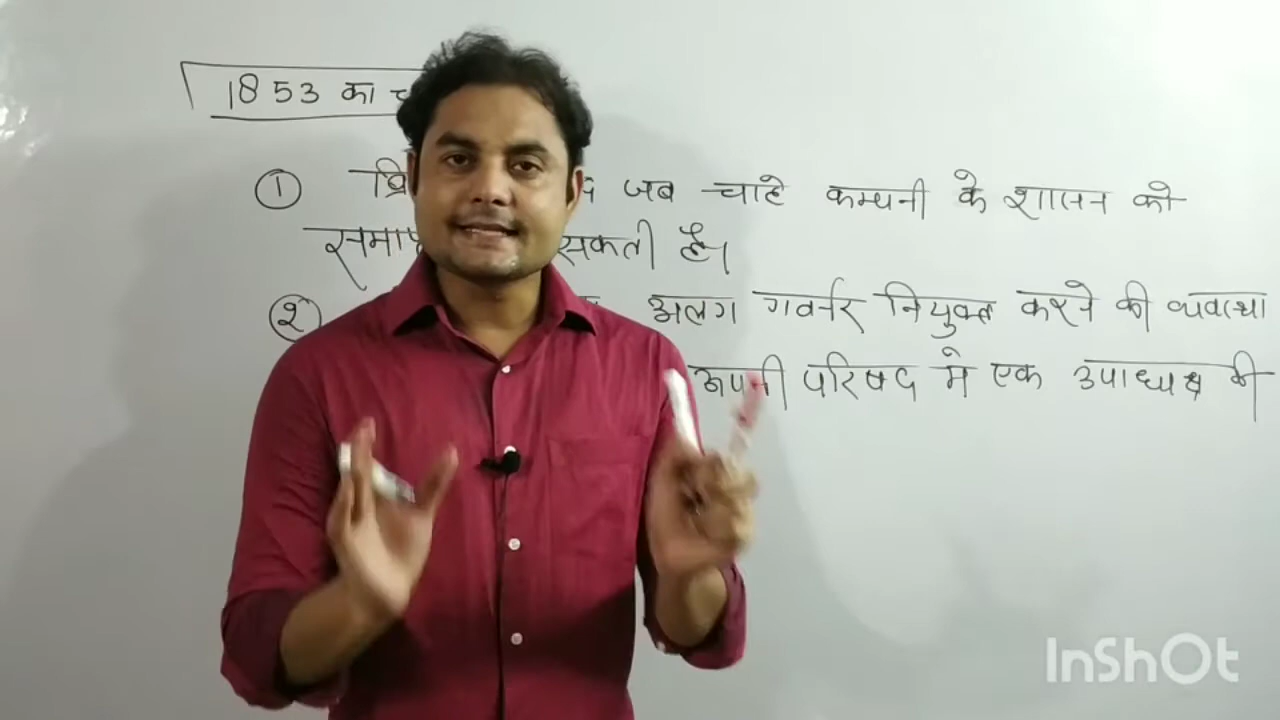 1853 का
① जब चाहे कम्पनी के शासन को
सकती है।
② अलग गवर्नर नियुक्त करने की व्यवस्था
अपनी परिषद मे एक उपाध्यक्ष की
InShOt